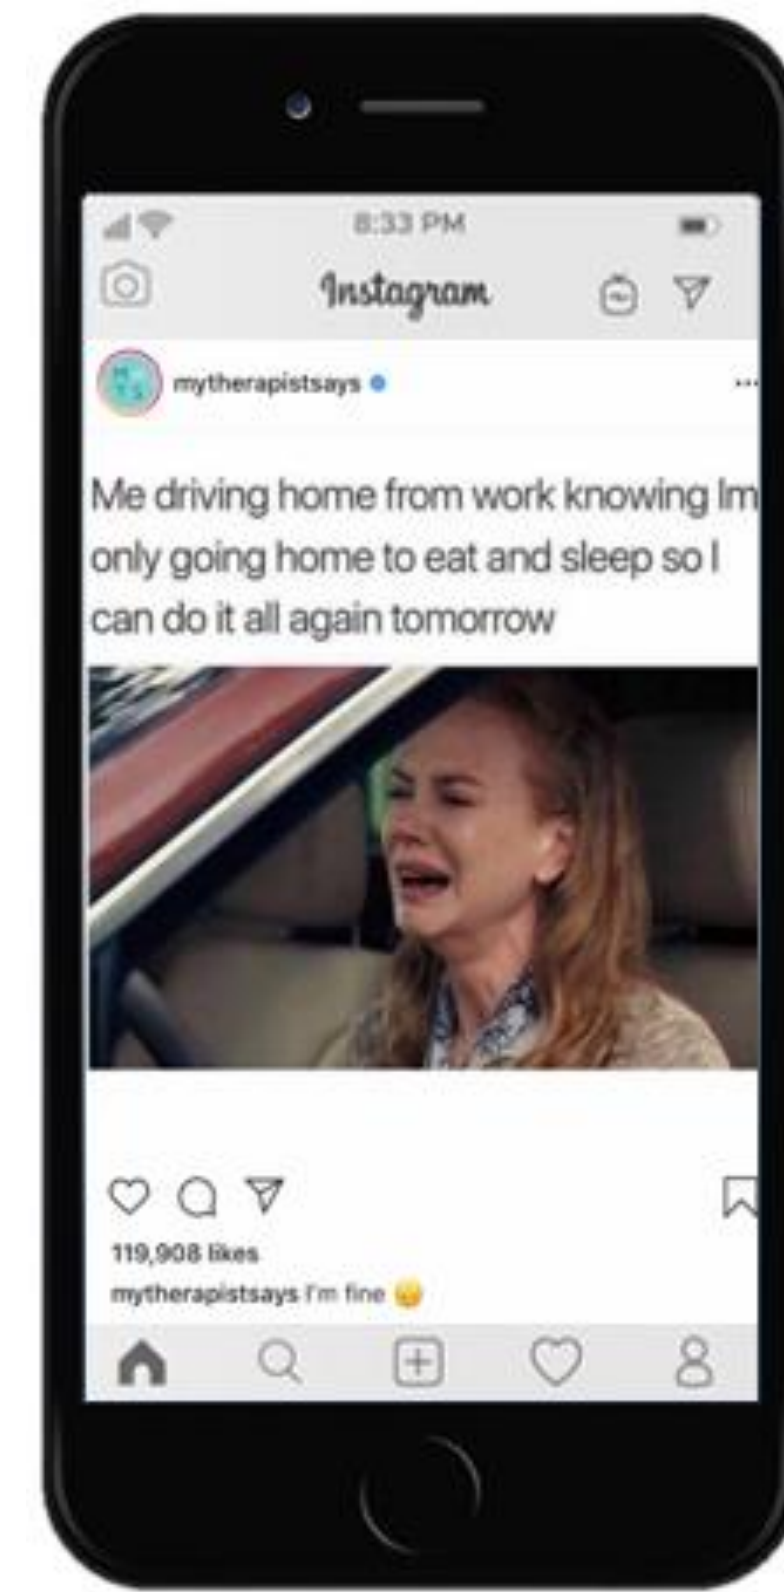 8:33 PM
Instagram
mytherapistsays
Me driving home from work knowing Im
only going home to eat and sleep so I
can do it all again tomorrow
119,908 likes
mytherapistsays I'm fine